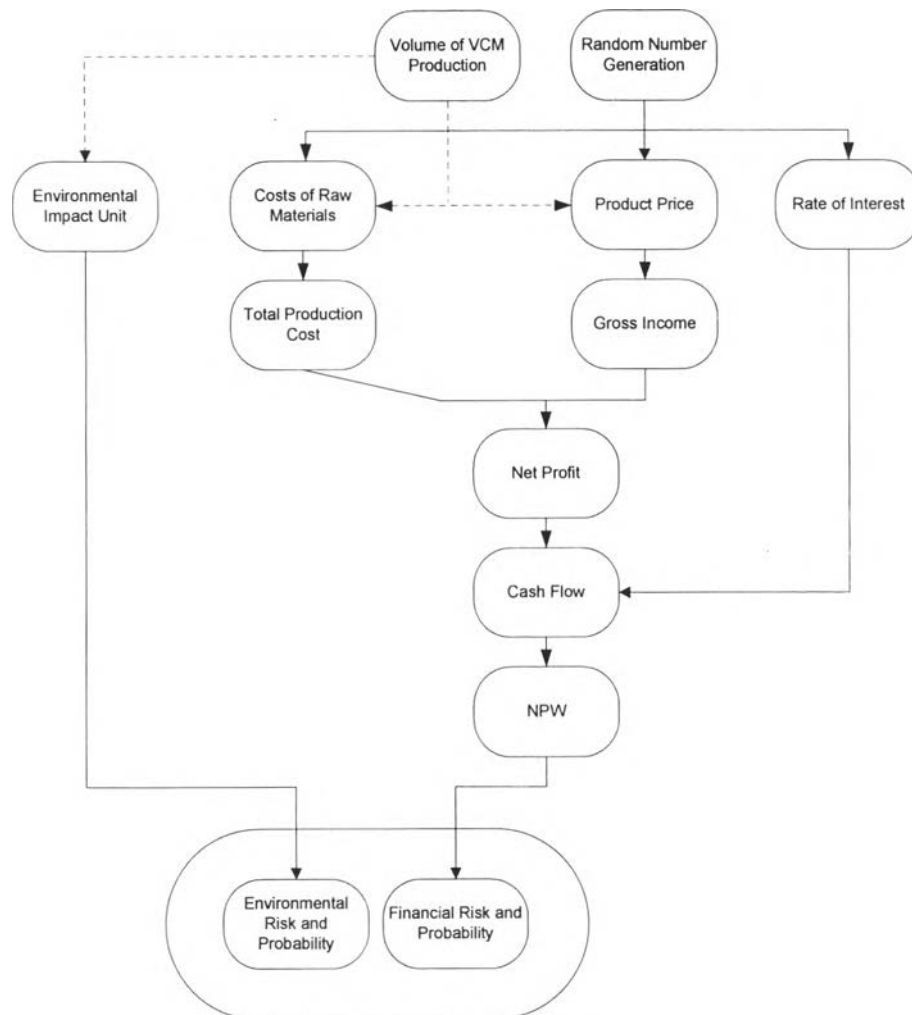 Volume of VCM
Production
Random Number
Generation
Environmental
Impact Unit
Costs of Raw
Materials
Product Price
Rate of Interest
Total Production
Cost
Gross Income
Net Profit
Cash Flow
NPW
Environmental
Risk and
Probability
Financial Risk and
Probability